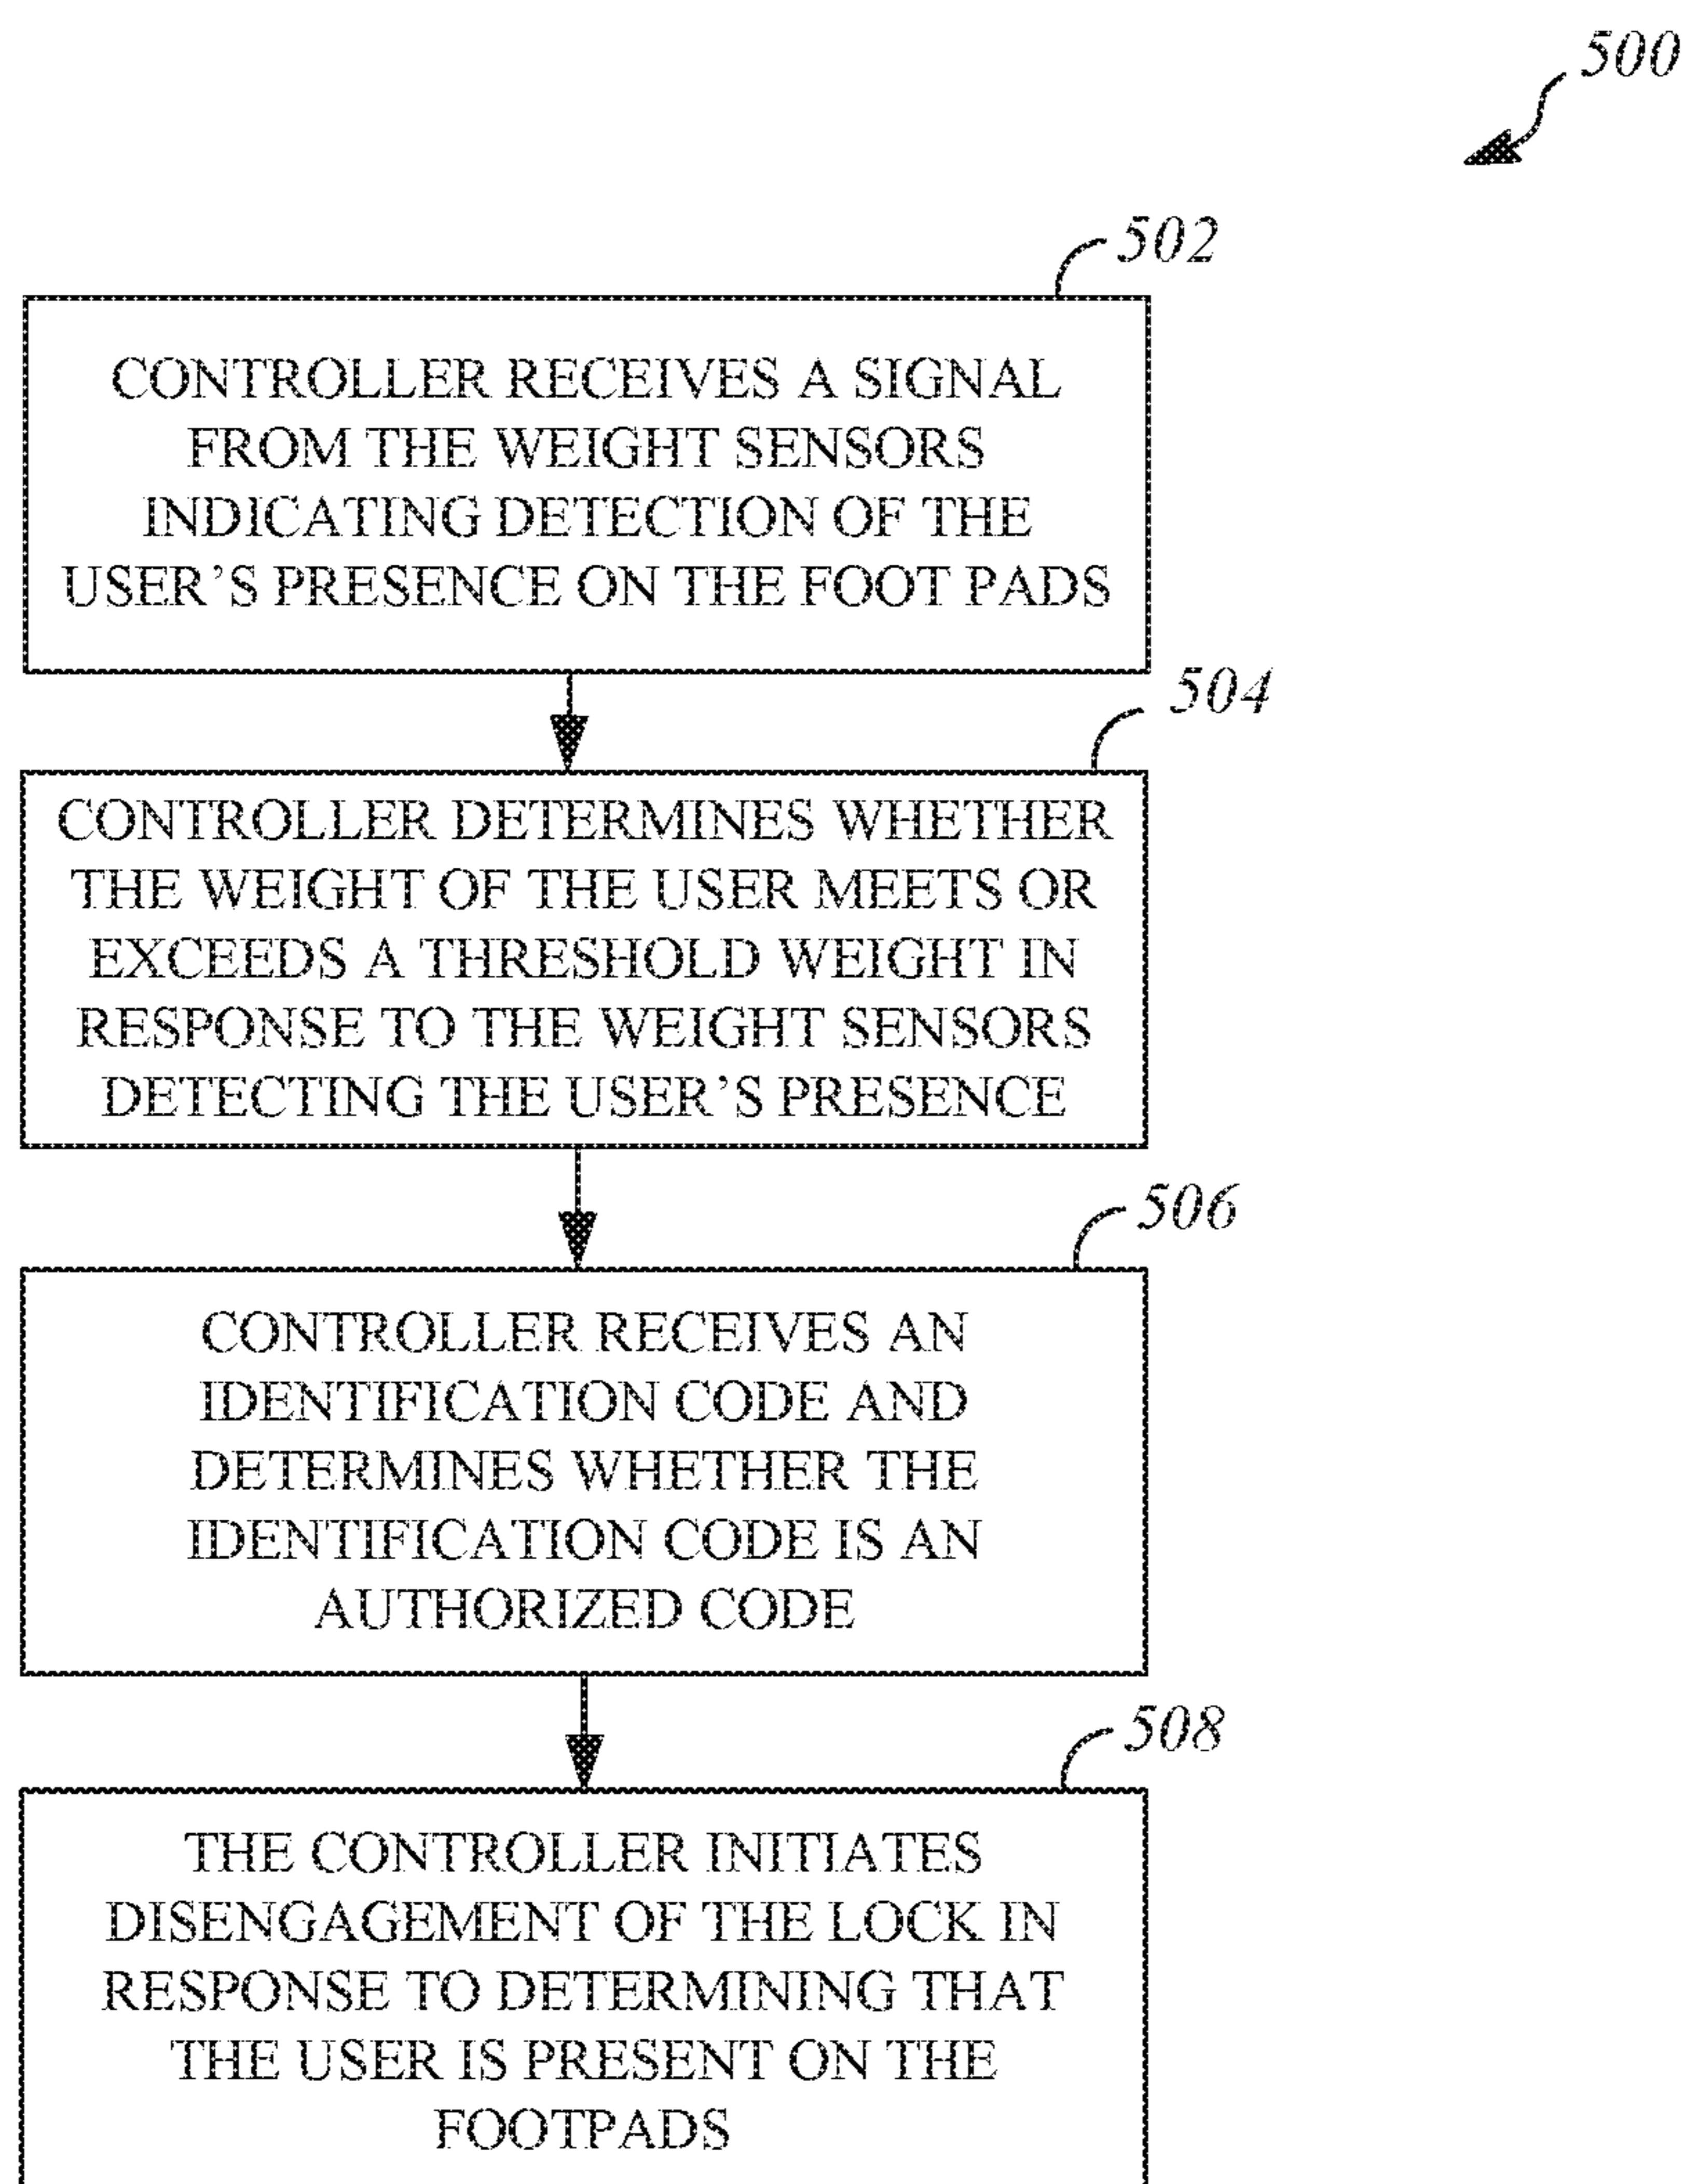 500
502
CONTROLLER RECEIVES A SIGNAL
FROM THE WEIGHT SENSORS
INDICATING DETECTION OF THE
USER’S PRESENCE ON THE FOOT PADS
504
CONTROLLER DETERMINES WHETHER
THE WEIGHT OF THE USER MEETS OR
EXCEEDS A THRESHOLD WEIGHT IN
RESPONSE TO THE WEIGHT SENSORS
DETECTING THE USER’S PRESENCE
506
CONTROLLER RECEIVES AN
IDENTIFICATION CODE AND
DETERMINES WHETHER THE
IDENTIFICATION CODE IS AN
AUTHORIZED CODE
508
THE CONTROLLER INITIATES
DISENGAGEMENT OF THE LOCK IN
RESPONSE TO DETERMINING THAT
THE USER IS PRESENT ON THE
FOOTPADS